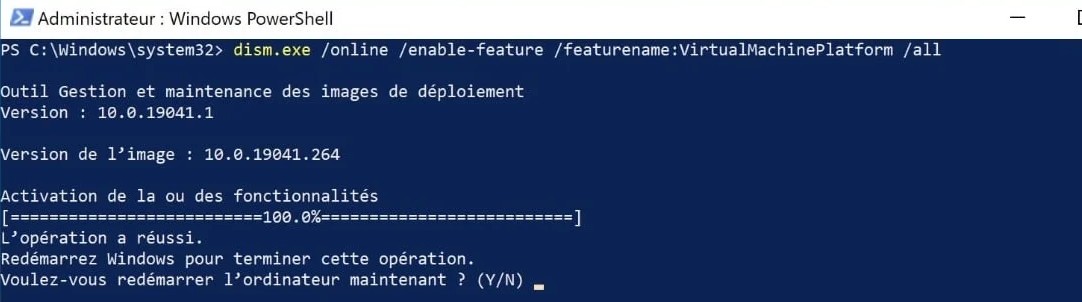 Administrateur : Windows PowerShell
PS C:\Windows\system32> dism.exe /online /enable-feature /featurename:VirtualMachinePlatform /all
Outil Gestion et maintenance des images de déploiement
Version : 10.0.19041.1
Version de l’image : 10.0.19041.264
Activation de la ou des fonctionnalités
[==========================100.0%==========================]
L’opération a réussi.
Redémarrez Windows pour terminer cette opération.
Voulez-vous redémarrer l’ordinateur maintenant ? (Y/N)